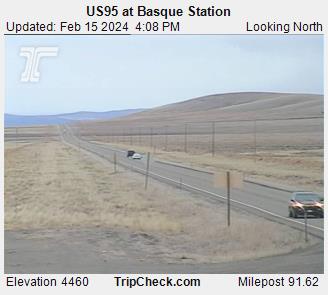 US95 at Basque Station
Updated: Feb 15 2024 4:08 PM Looking North
Elevation 4460 TripCheck.com Milepost 91.62